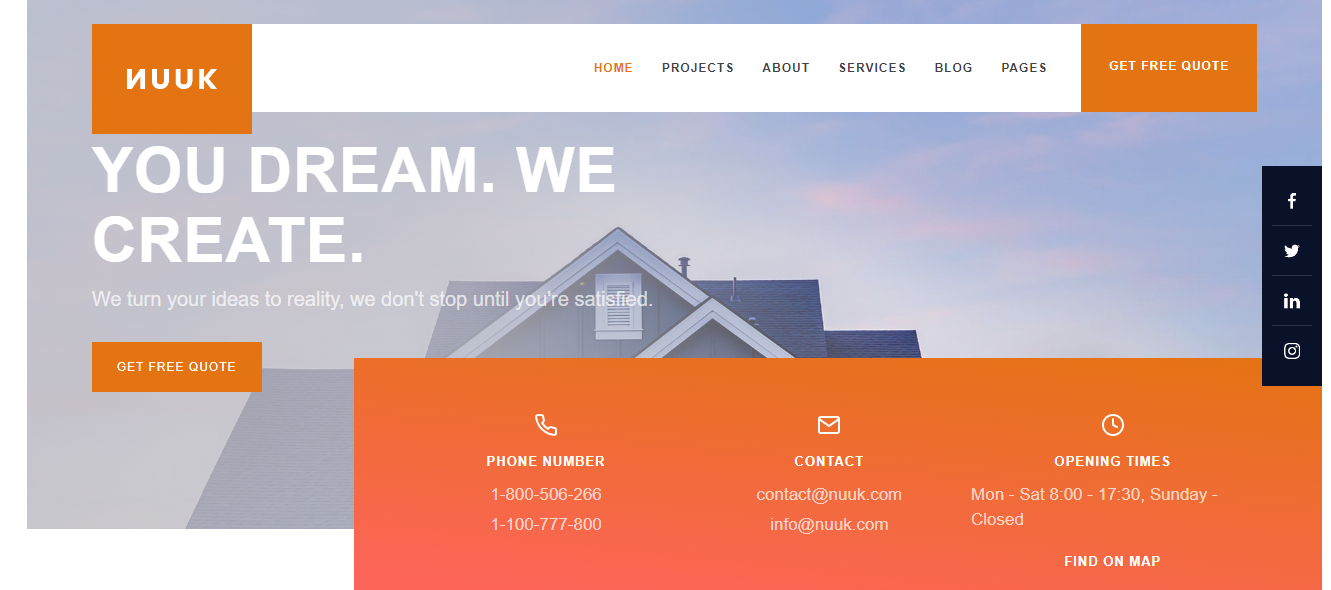 NUUK
HOME PROJECTS ABOUT SERVICES BLOG PAGES
GET FREE QUOTE
YOU DREAM. WE
CREATE.
We turn your ideas to reality, we don't stop until you're satisfied.
GET FREE QUOTE
PHONE NUMBER
1-800-506-266
1-100-777-800
CONTACT
contact@nuuk.com
info@nuuk.com
OPENING TIMES
Mon - Sat 8:00 - 17:30, Sunday -
Closed
FIND ON MAP